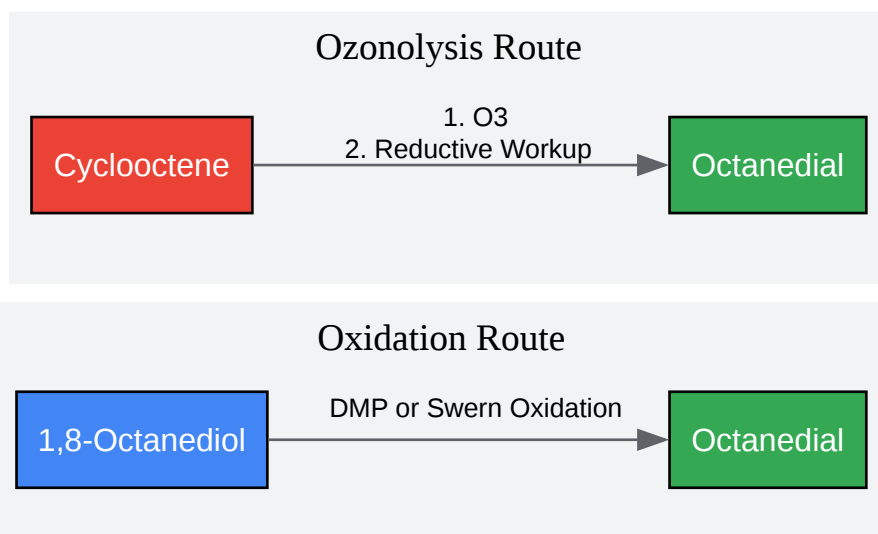 Ozonolysis Route
1. O3
2. Reductive Workup
Cyclooctene
Octanedial
Oxidation Route
DMP or Swern Oxidation
1,8-Octanediol
Octanedial